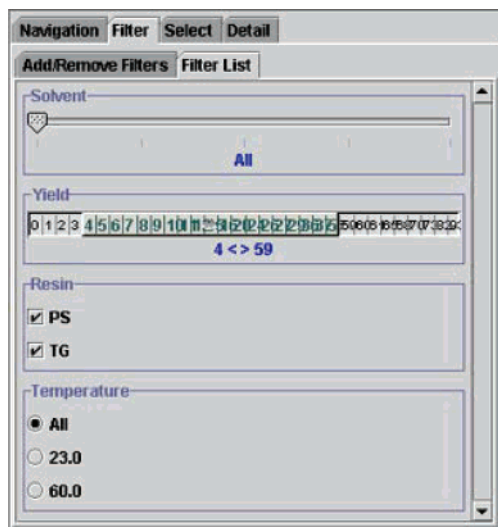 Navigation Filter Select Detail
Add/Remove Filters Filter List
Solvent
All
Yield
0 1 2 3 4 5 6 7 8 9 10
4 <> 59
Resin
PS
TG
Temperature
All
23.0
60.0